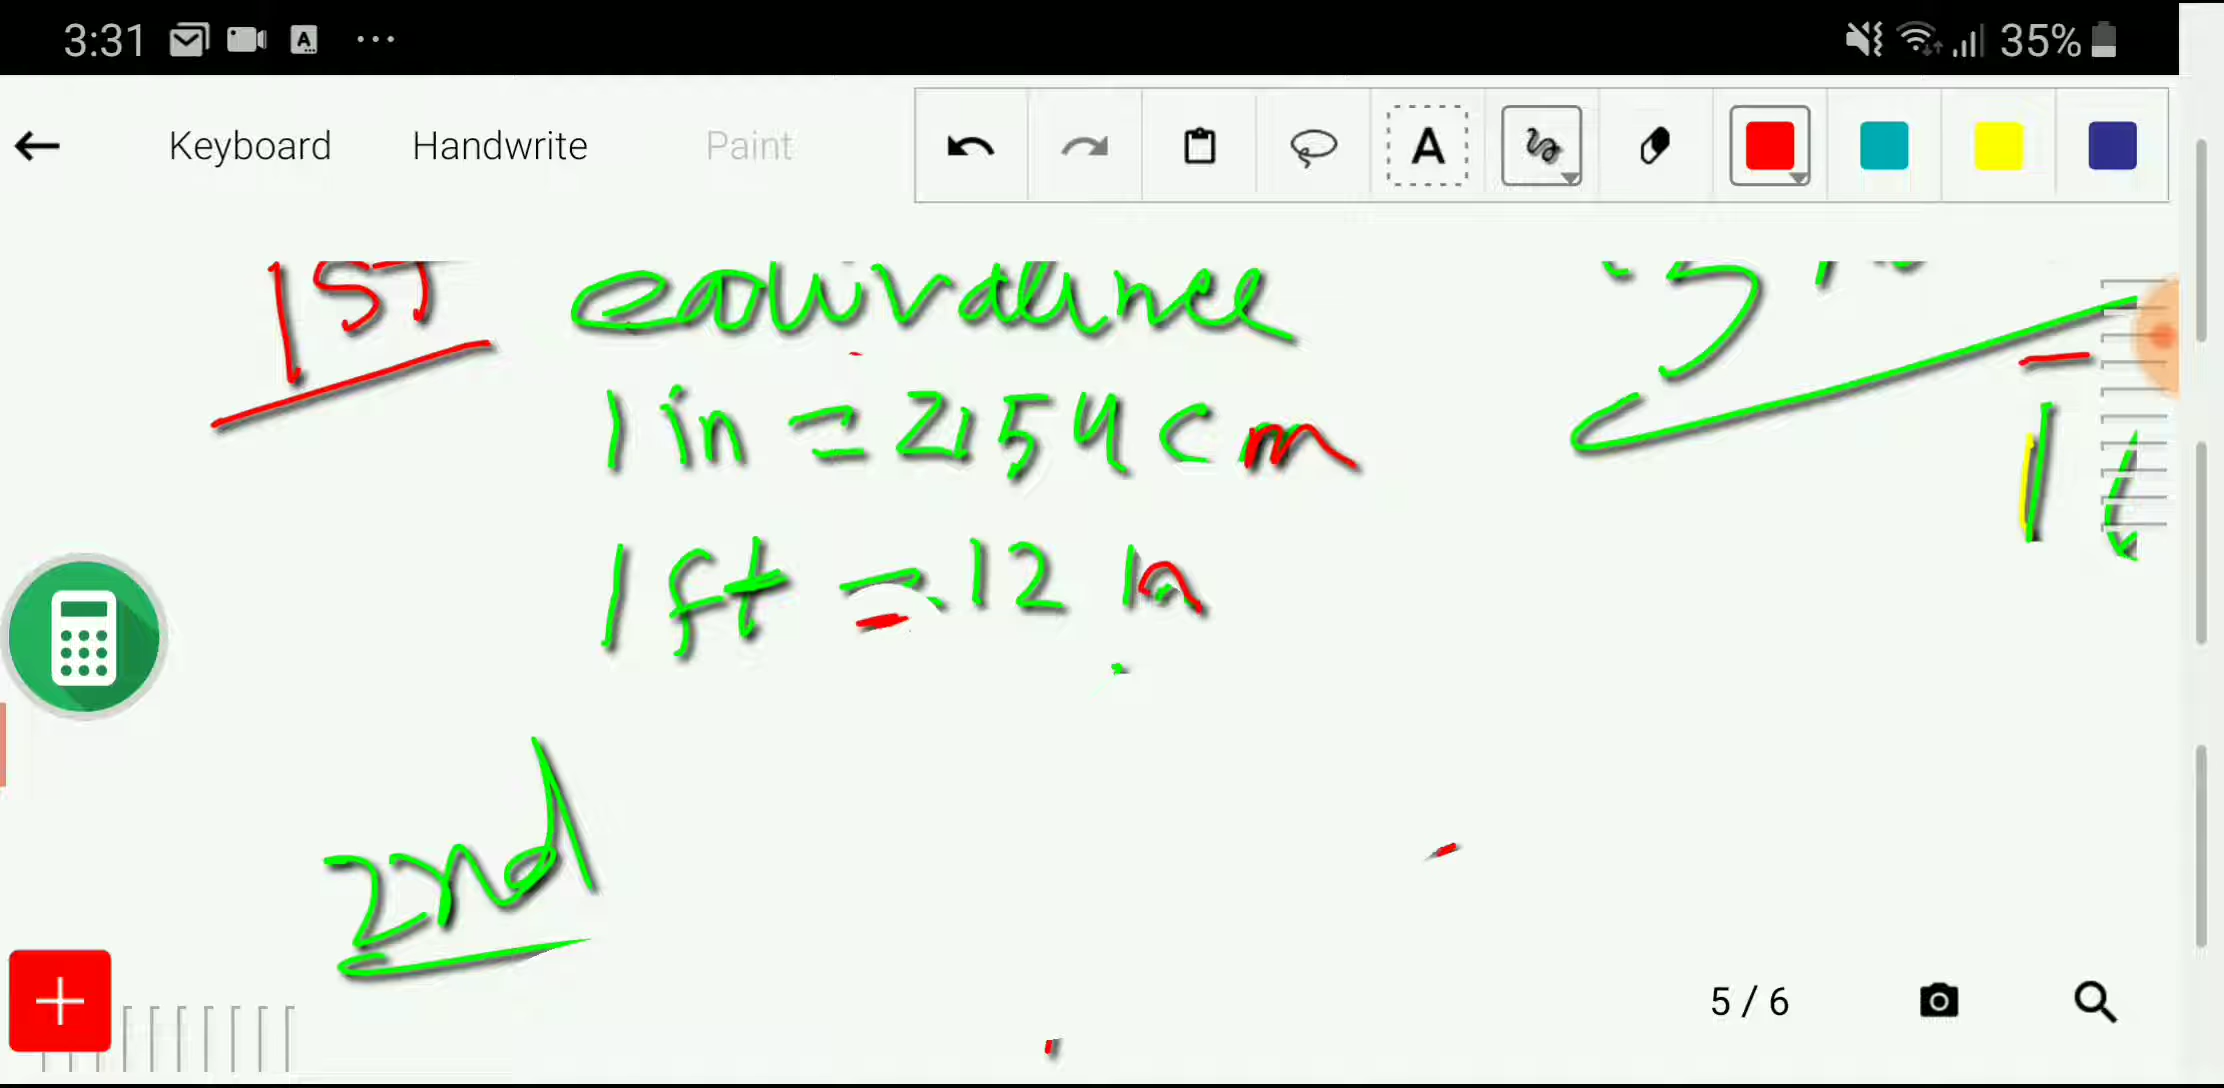 3:31 A ... 35%
Keyboard Handwrite Paint A
1st equivalence
1 in = 2.54 cm
1 ft = 12 in
2nd
5 / 6